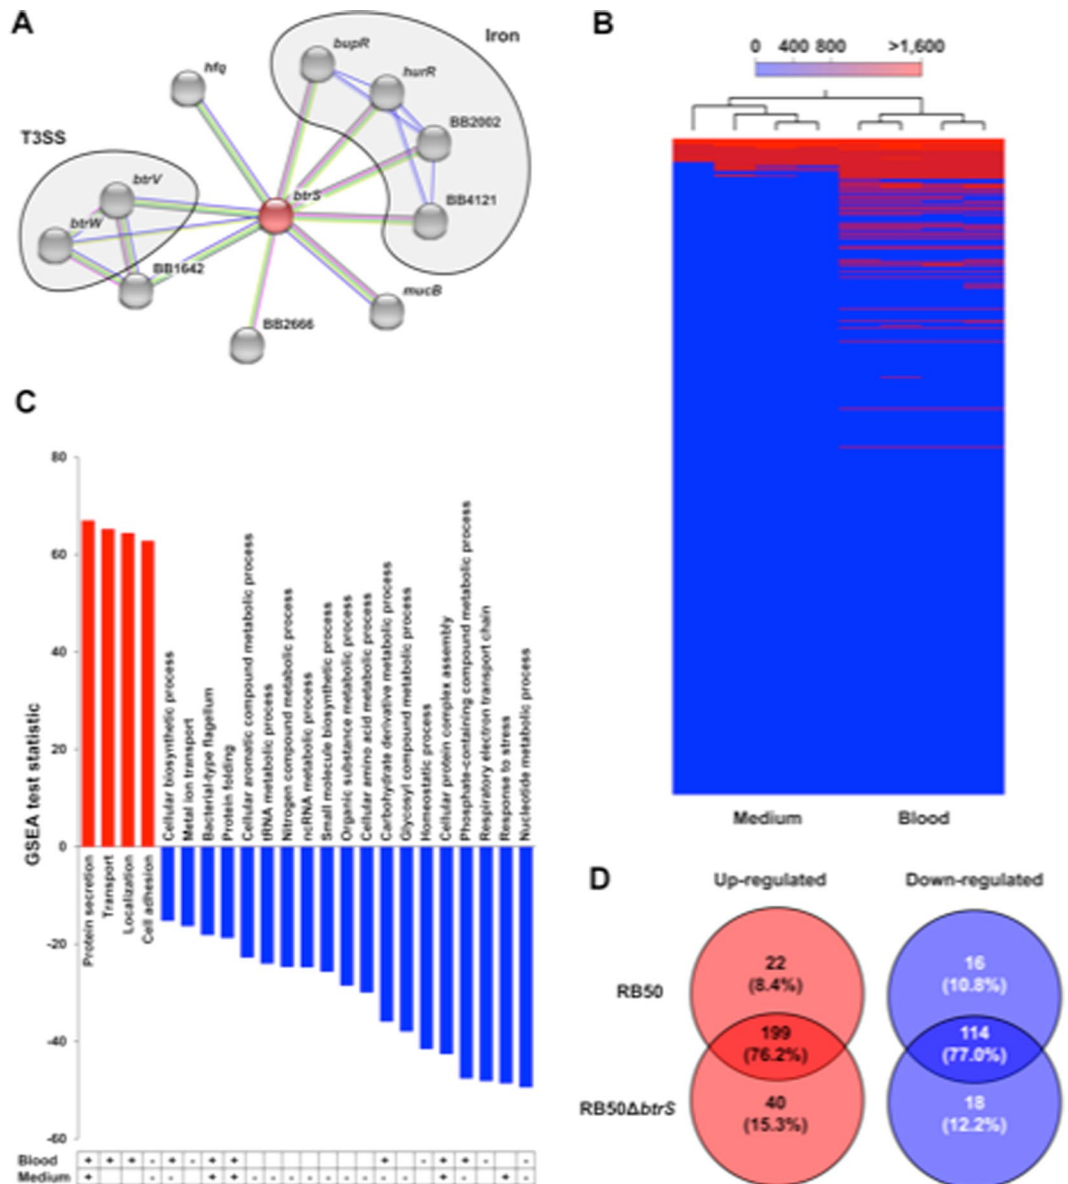 A
Iron
bupR
hfq
hurR
BB2002
T3SS
btrV
btrS
BB4121
btrW
BB1642
mucB
BB2666
B
0 400 800 >1,600
Medium Blood
C
GSEA test statistic
80
60
40
20
0
-20
-40
-60
Protein secretion
Transport
Localization
Cell adhesion
Cellular biosynthetic process
Metal ion transport
Bacterial-type flagellum
Protein folding
Cellular aromatic compound metabolic process
tRNA metabolic process
Nitrogen compound metabolic process
ncRNA metabolic process
Small molecule biosynthetic process
Organic substance metabolic process
Cellular amino acid metabolic process
Carbohydrate derivative metabolic process
Glycosyl compound metabolic process
Homeostatic process
Cellular protein complex assembly
Phosphate-containing compound metabolic process
Respiratory electron transport chain
Response to stress
Nucleotide metabolic process
Blood
Medium
D
Up-regulated Down-regulated
RB50
22
(8.4%)
16
(10.8%)
199
(76.2%)
114
(77.0%)
RB50ΔbtrS
40
(15.3%)
18
(12.2%)